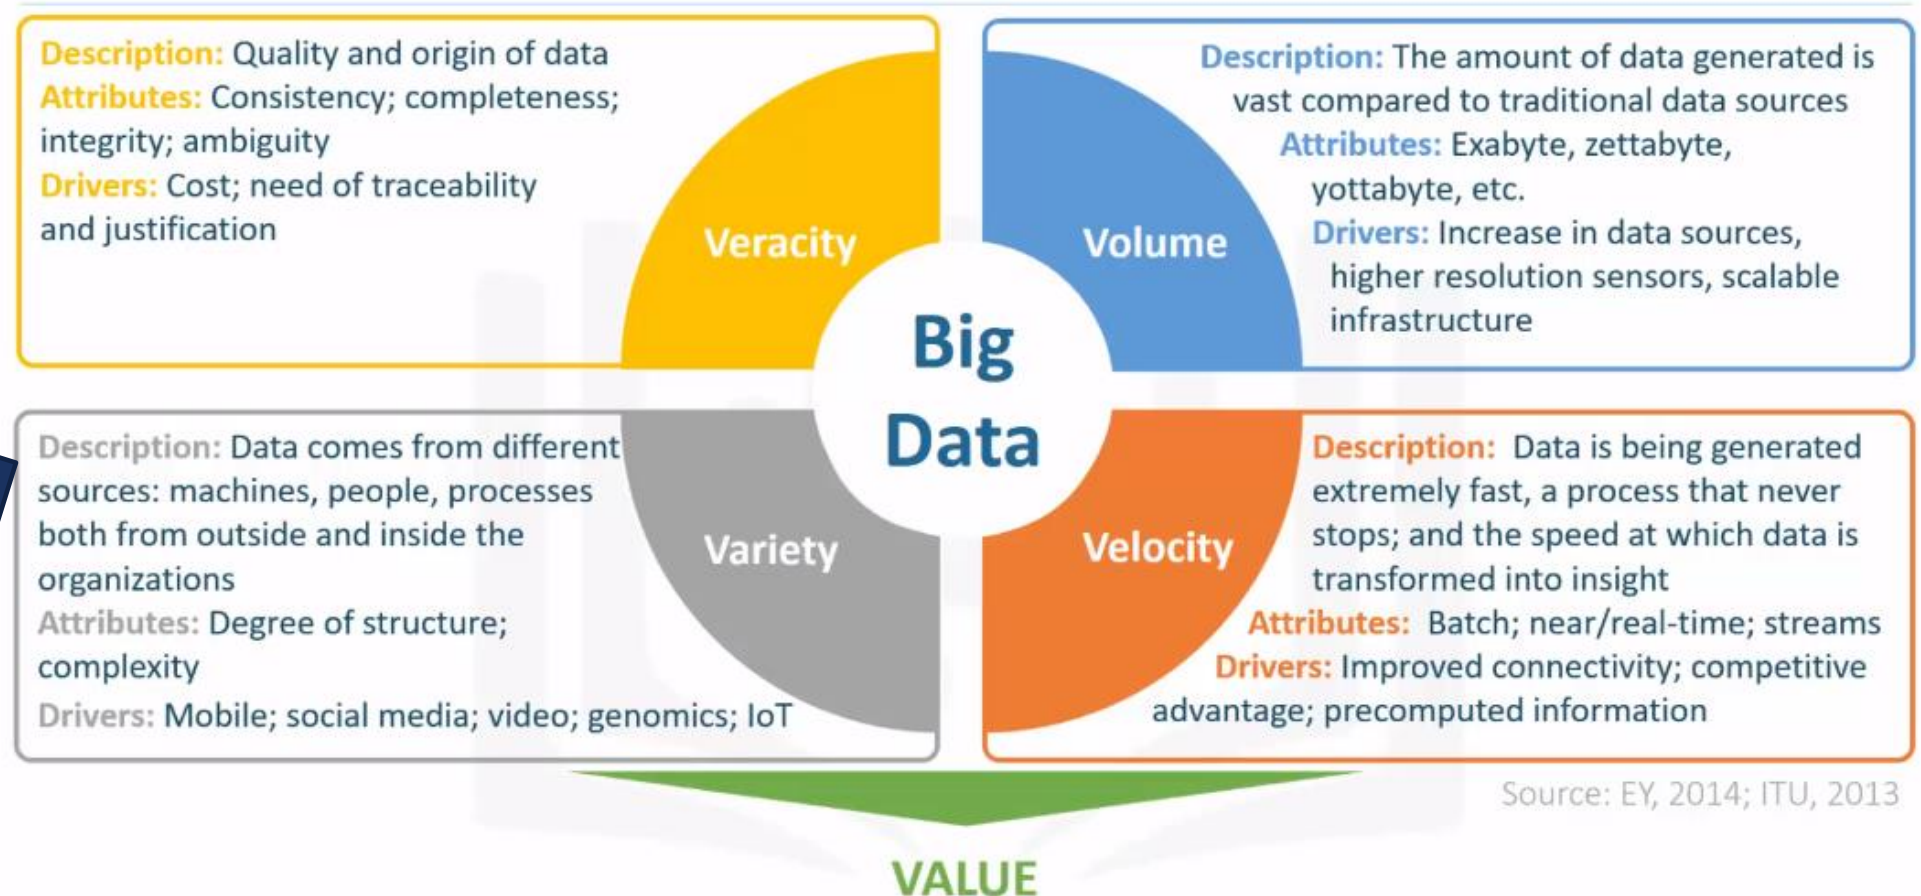 Description: Quality and origin of data
Attributes: Consistency; completeness;
integrity; ambiguity
Drivers: Cost; need of traceability
and justification
Veracity
Description: The amount of data generated is
vast compared to traditional data sources
Attributes: Exabyte, zettabyte,
yottabyte, etc.
Drivers: Increase in data sources,
higher resolution sensors, scalable
infrastructure
Volume
Big
Data
Description: Data comes from different
sources: machines, people, processes
both from outside and inside the
organizations
Attributes: Degree of structure;
complexity
Drivers: Mobile; social media; video; genomics; IoT
Variety
Velocity
Description: Data is being generated
extremely fast, a process that never
stops; and the speed at which data is
transformed into insight
Attributes: Batch; near/real-time; streams
Drivers: Improved connectivity; competitive
advantage; precomputed information
Source: EY, 2014; ITU, 2013
VALUE